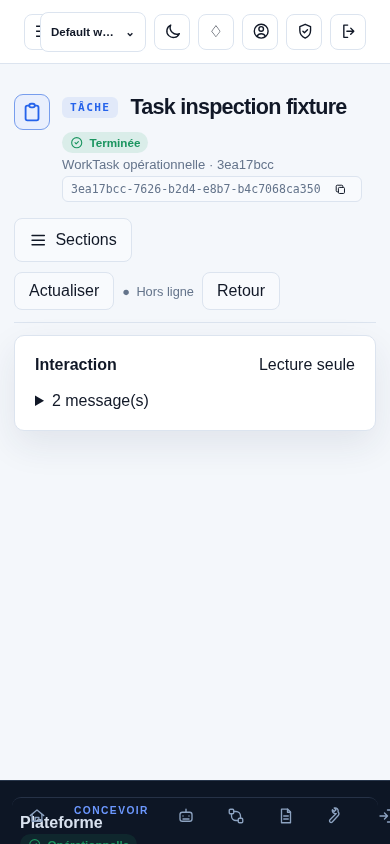 Default w... ⌄
TÂCHE Task inspection fixture
Terminée
WorkTask opérationnelle · 3ea17bcc
3ea17bcc-7626-b2d4-e8b7-b4c7068ca350
Sections
Actualiser ● Hors ligne Retour
Interaction Lecture seule
▶ 2 message(s)
CONCEVOIR
Plateforme
Opérationnelle